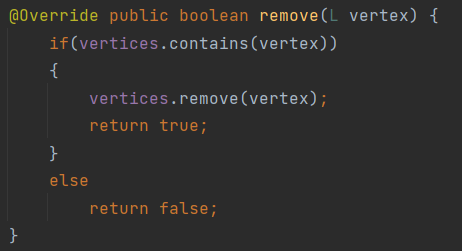 @Override public boolean remove(L vertex) {
    if(vertices.contains(vertex))
    {
        vertices.remove(vertex);
        return true;
    }
    else
        return false;
}